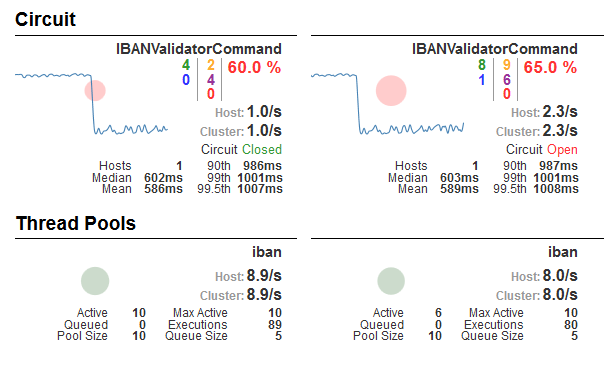 Circuit
IBANValidatorCommand
4 2 60.0 %
0 4
0
Host: 1.0/s
Cluster: 1.0/s
Circuit Closed
Hosts 1 90th 986ms
Median 602ms 99th 1001ms
Mean 586ms 99.5th 1007ms
IBANValidatorCommand
8 9 65.0 %
1 6
0
Host: 2.3/s
Cluster: 2.3/s
Circuit Open
Hosts 1 90th 987ms
Median 603ms 99th 1001ms
Mean 589ms 99.5th 1008ms
Thread Pools
iban
Host: 8.9/s
Cluster: 8.9/s
Active 10 Max Active 10
Queued 0 Executions 89
Pool Size 10 Queue Size 5
iban
Host: 8.0/s
Cluster: 8.0/s
Active 6 Max Active 10
Queued 0 Executions 80
Pool Size 10 Queue Size 5